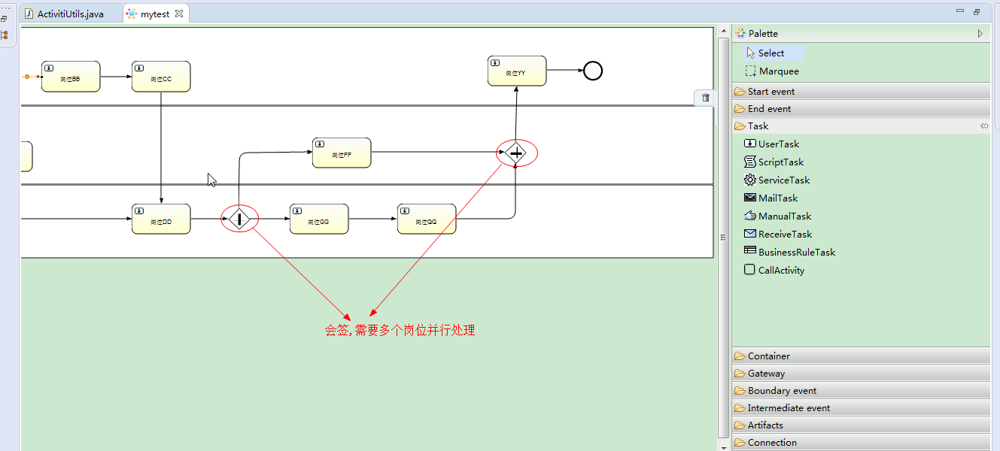 ActivitiUtils.java
mytest
岗位BB
岗位CC
岗位YY
岗位FF
岗位DD
岗位GG
岗位QQ
会签,需要多个岗位并行处理
Palette
Select
Marquee
Start event
End event
Task
UserTask
ScriptTask
ServiceTask
MailTask
ManualTask
ReceiveTask
BusinessRuleTask
CallActivity
Container
Gateway
Boundary event
Intermediate event
Artifacts
Connection